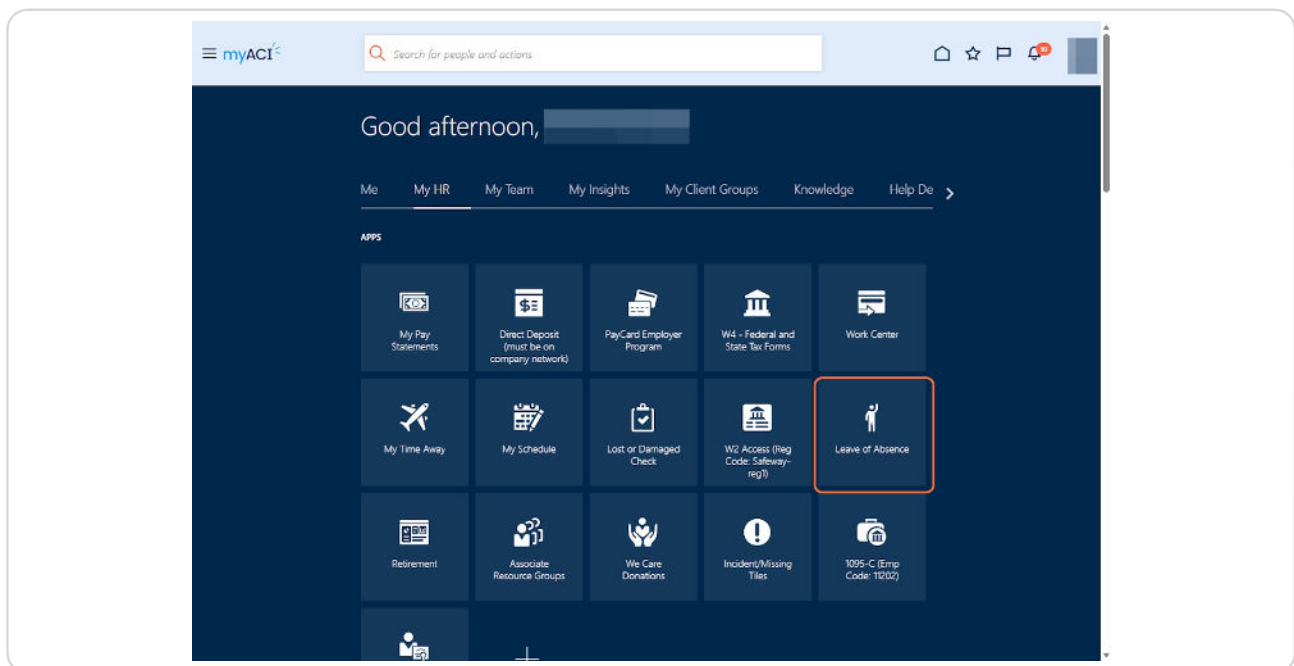 myACI
Search for people and actions
10
Good afternoon,
Me My HR My Team My Insights My Client Groups Knowledge Help De
APPS
My Pay
Statements
Direct Deposit
(must be on
company network)
PayCard Employer
Program
W4 - Federal and
State Tax Forms
Work Center
My Time Away
My Schedule
Lost or Damaged
Check
W2 Access (Reg
Code: Safeway-
reg1)
Leave of Absence
Retirement
Associate
Resource Groups
We Care
Donations
Incident/Missing
Tiles
1095-C (Emp
Code: 11202)